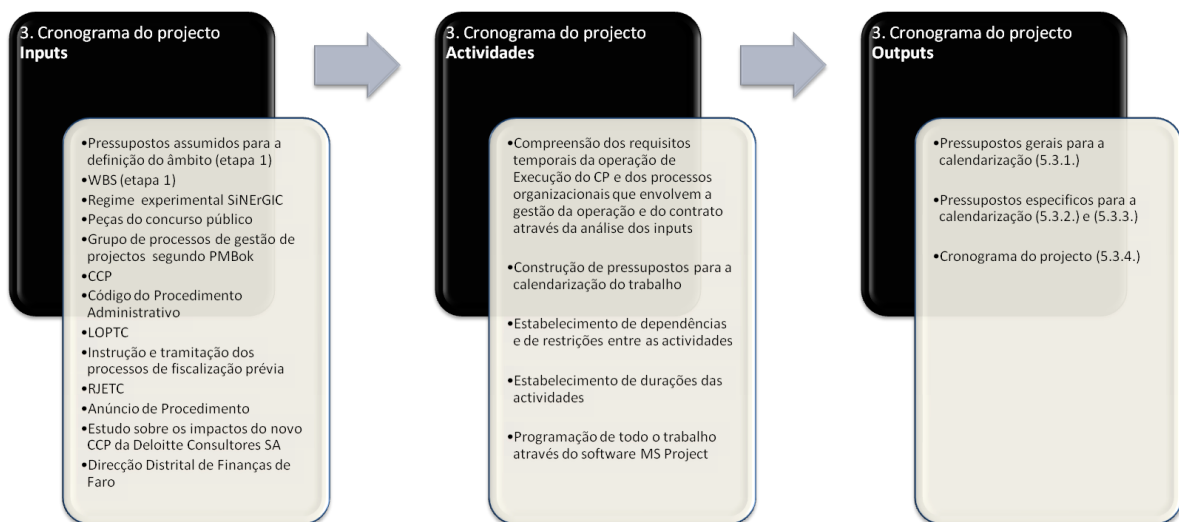 3. Cronograma do projecto
Inputs
•Pressupostos assumidos para a
definição do âmbito (etapa 1)
•WBS (etapa 1)
•Regime experimental SiNErGIC
•Peças do concurso público
•Grupo de processos de gestão de
projectos segundo PMBok
•CCP
•Código do Procedimento
Administrativo
•LOPTC
•Instrução e tramitação dos
processos de fiscalização prévia
•RJETC
•Anúncio de Procedimento
•Estudo sobre os impactos do novo
CCP da Deloitte Consultores SA
•Direcção Distrital de Finanças de
Faro
3. Cronograma do projecto
Actividades
•Compreensão dos requisitos
temporais da operação de
Execução do CP e dos processos
organizacionais que envolvem a
gestão da operação e do contrato
através da análise dos inputs
•Construção de pressupostos para a
calendarização do trabalho
•Estabelecimento de dependências
e de restrições entre as actividades
•Estabelecimento de durações das
actividades
•Programação de todo o trabalho
através do software MS Project
3. Cronograma do projecto
Outputs
•Pressupostos gerais para a
calendarização (5.3.1.)
•Pressupostos especificos para a
calendarização (5.3.2.) e (5.3.3.)
•Cronograma do projecto (5.3.4.)